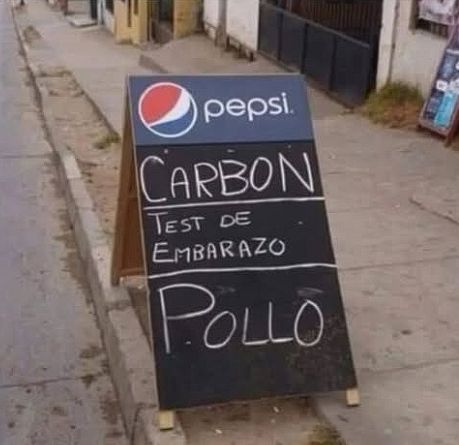 pepsi.
CARBON
TEST DE
EMBARAZO
POLLO